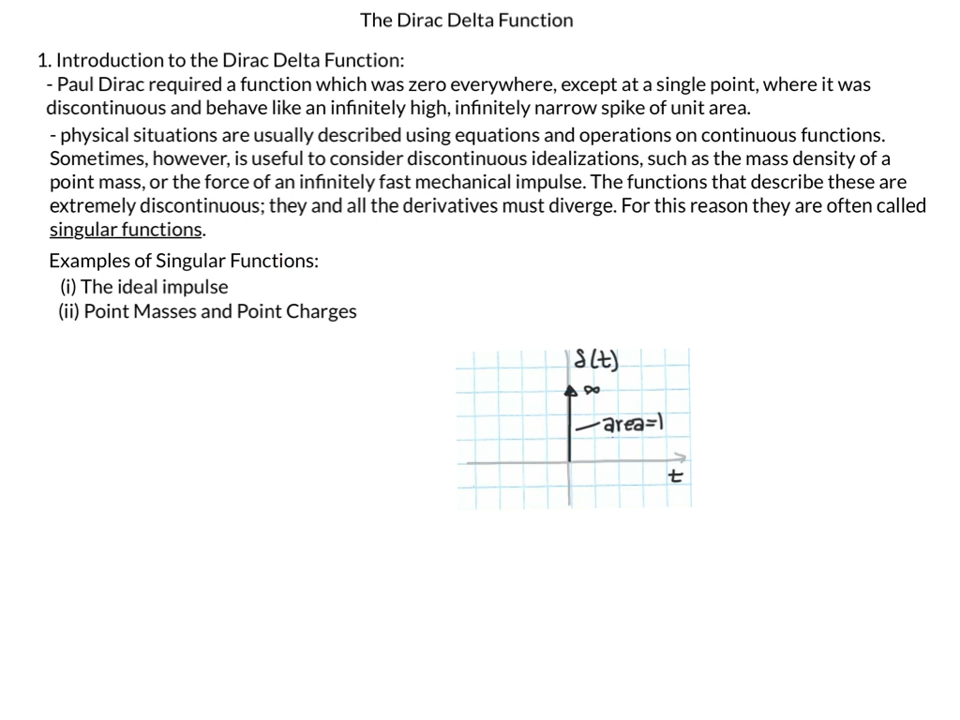 The Dirac Delta Function
1. Introduction to the Dirac Delta Function:
- Paul Dirac required a function which was zero everywhere, except at a single point, where it was
discontinuous and behave like an infinitely high, infinitely narrow spike of unit area.
- physical situations are usually described using equations and operations on continuous functions.
Sometimes, however, is useful to consider discontinuous idealizations, such as the mass density of a
point mass, or the force of an infinitely fast mechanical impulse. The functions that describe these are
extremely discontinuous; they and all the derivatives must diverge. For this reason they are often called
singular functions.
Examples of Singular Functions:
(i) The ideal impulse
(ii) Point Masses and Point Charges
δ(t)
∞
area=1
t